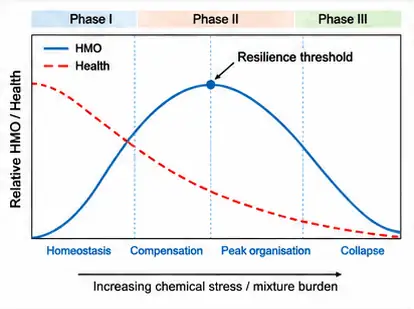 Phase I Phase II Phase III
HMO
Health
Resilience threshold
Relative HMO / Health
Homeostasis Compensation Peak organisation Collapse
Increasing chemical stress / mixture burden